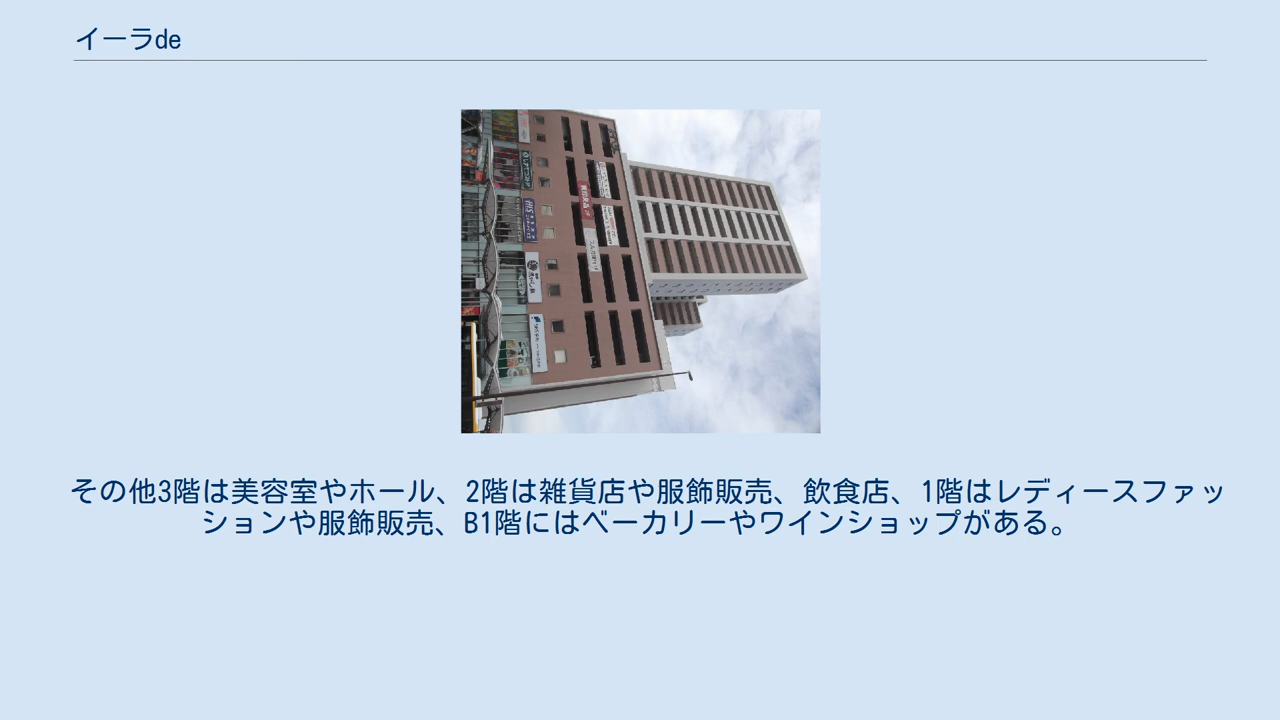 イーラde
HIS
その他3階は美容室やホール、2階は雑貨店や服飾販売、飲食店、1階はレディースファッ
ションや服飾販売、B1階にはベーカリーやワインショップがある。